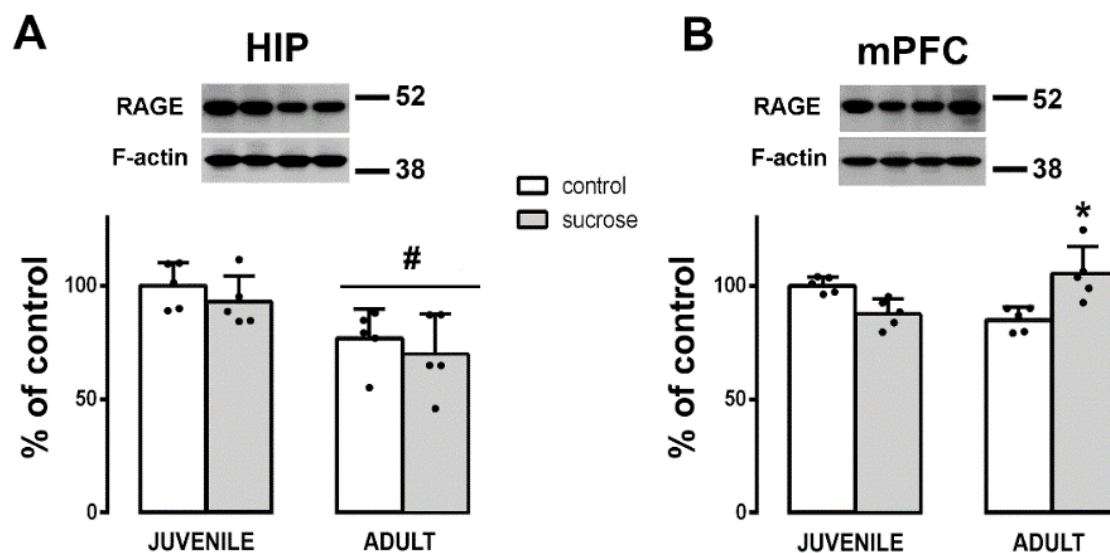 A
HIP
RAGE
52
F-actin
38
% of control
100
50
0
#
JUVENILE
ADULT
control
sucrose
B
mPFC
RAGE
52
F-actin
38
% of control
100
50
0
*
JUVENILE
ADULT